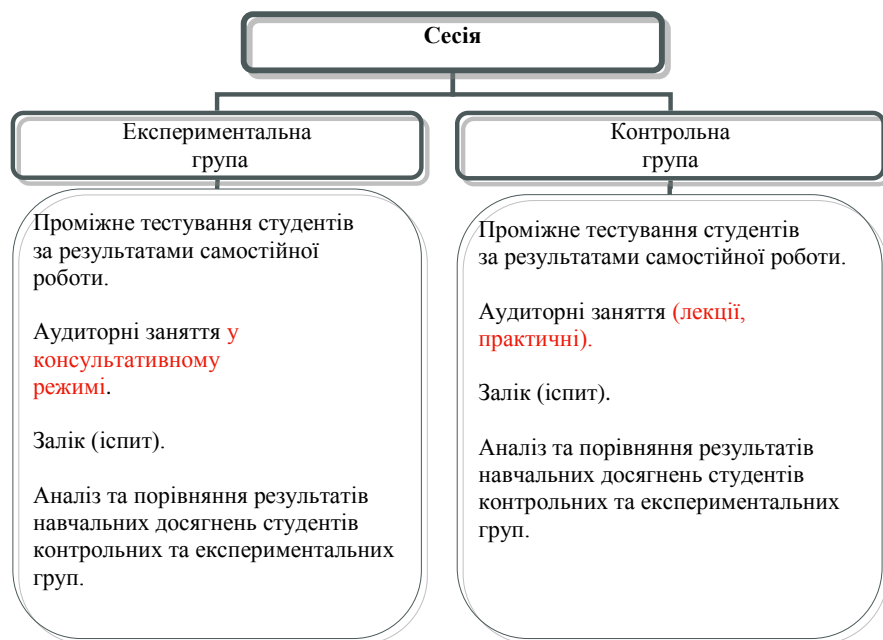 Сесія
Експериментальна
група
Контрольна
група
Проміжне тестування студентів
за результатами самостійної
роботи.
Аудиторні заняття у
консультативному
режимі.
Залік (іспит).
Аналіз та порівняння результатів
навчальних досягнень студентів
контрольних та експериментальних
груп.
Проміжне тестування студентів
за результатами самостійної роботи.
Аудиторні заняття (лекції,
практичні).
Залік (іспит).
Аналіз та порівняння результатів
навчальних досягнень студентів
контрольних та експериментальних
груп.